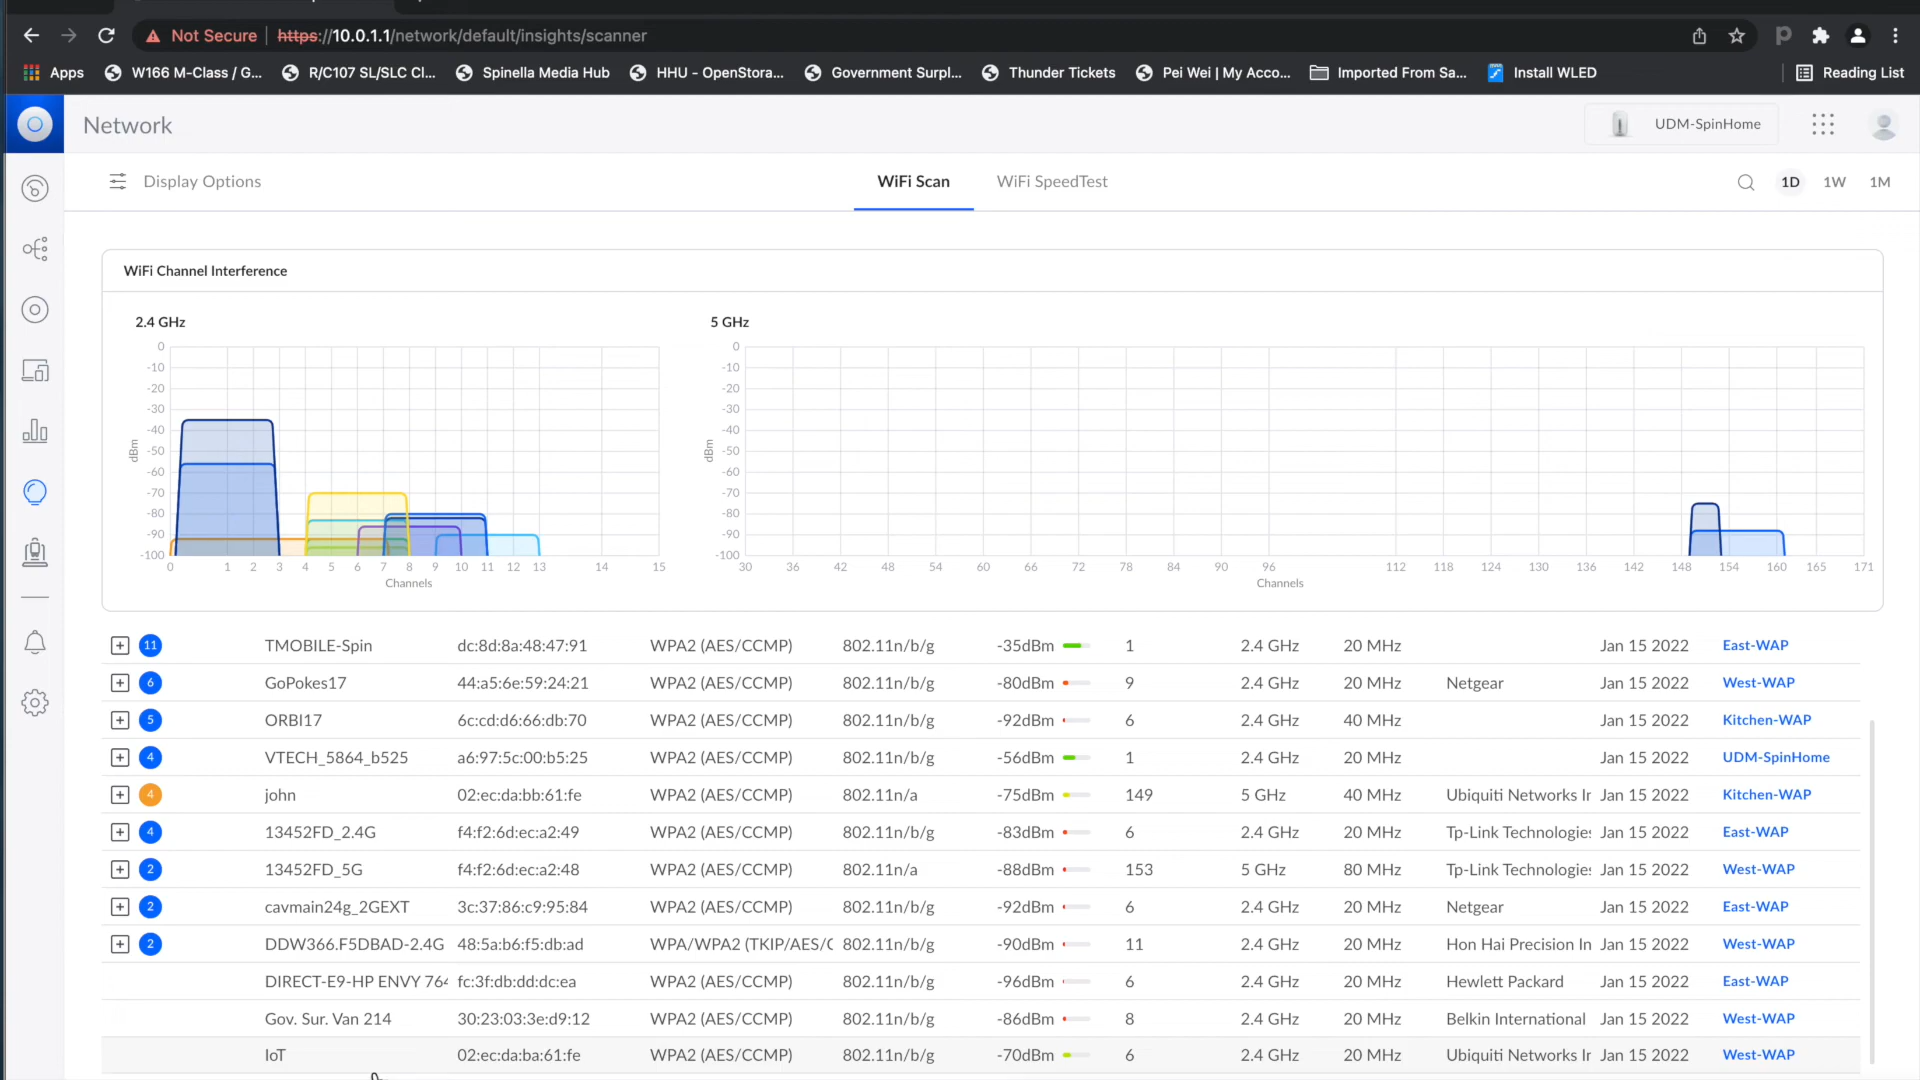 Not Secure https://10.0.1.1/network/default/insights/scanner
Apps W166 M-Class / G... R/C107 SL/SLC Cl... Spinella Media Hub HHU - OpenStora... Government Surpl... Thunder Tickets Pei Wei | My Acco... Imported From Sa... Install WLED Reading List
Network UDM-SpinHome
Display Options WiFi Scan WiFi SpeedTest 1D 1W 1M
WiFi Channel Interference
2.4 GHz
0
-10
-20
-30
-40
-50
-60
-70
-80
-90
-100
dBm
0 1 2 3 4 5 6 7 8 9 10 11 12 13 14 15
Channels
5 GHz
0
-10
-20
-30
-40
-50
-60
-70
-80
-90
-100
dBm
30 36 42 48 54 60 66 72 78 84 90 96 112 118 124 130 136 142 148 154 160 165 171
Channels
11 TMOBILE-Spin dc:8d:8a:48:47:91 WPA2 (AES/CCMP) 802.11n/b/g -35dBm 1 2.4 GHz 20 MHz Jan 15 2022 East-WAP
6 GoPokes17 44:a5:6e:59:24:21 WPA2 (AES/CCMP) 802.11n/b/g -80dBm 9 2.4 GHz 20 MHz Netgear Jan 15 2022 West-WAP
5 ORBI17 6c:cd:d6:66:db:70 WPA2 (AES/CCMP) 802.11n/b/g -92dBm 6 2.4 GHz 40 MHz Jan 15 2022 Kitchen-WAP
4 VTECH_5864_b525 a6:97:5c:00:b5:25 WPA2 (AES/CCMP) 802.11n/b/g -56dBm 1 2.4 GHz 20 MHz Jan 15 2022 UDM-SpinHome
4 john 02:ec:da:bb:61:fe WPA2 (AES/CCMP) 802.11n/a -75dBm 149 5 GHz 40 MHz Ubiquiti Networks In Jan 15 2022 Kitchen-WAP
4 13452FD_2.4G f4:f2:6d:ec:a2:49 WPA2 (AES/CCMP) 802.11n/b/g -83dBm 6 2.4 GHz 20 MHz Tp-Link Technologies Jan 15 2022 East-WAP
2 13452FD_5G f4:f2:6d:ec:a2:48 WPA2 (AES/CCMP) 802.11n/a -88dBm 153 5 GHz 80 MHz Tp-Link Technologies Jan 15 2022 West-WAP
2 cavmain24g_2GEXT 3c:37:86:c9:95:84 WPA2 (AES/CCMP) 802.11n/b/g -92dBm 6 2.4 GHz 20 MHz Netgear Jan 15 2022 East-WAP
2 DDW366.F5DBAD-2.4G 48:5a:b6:f5:db:ad WPA/WPA2 (TKIP/AES/C 802.11n/b/g -90dBm 11 2.4 GHz 20 MHz Hon Hai Precision In Jan 15 2022 West-WAP
DIRECT-E9-HP ENVY 764 fc:3f:db:dd:dc:ea WPA2 (AES/CCMP) 802.11n/b/g -96dBm 6 2.4 GHz 20 MHz Hewlett Packard Jan 15 2022 East-WAP
Gov. Sur. Van 214 30:23:03:3e:d9:12 WPA2 (AES/CCMP) 802.11n/b/g -86dBm 8 2.4 GHz 20 MHz Belkin International Jan 15 2022 West-WAP
IoT 02:ec:da:ba:61:fe WPA2 (AES/CCMP) 802.11n/b/g -70dBm 6 2.4 GHz 20 MHz Ubiquiti Networks In Jan 15 2022 West-WAP